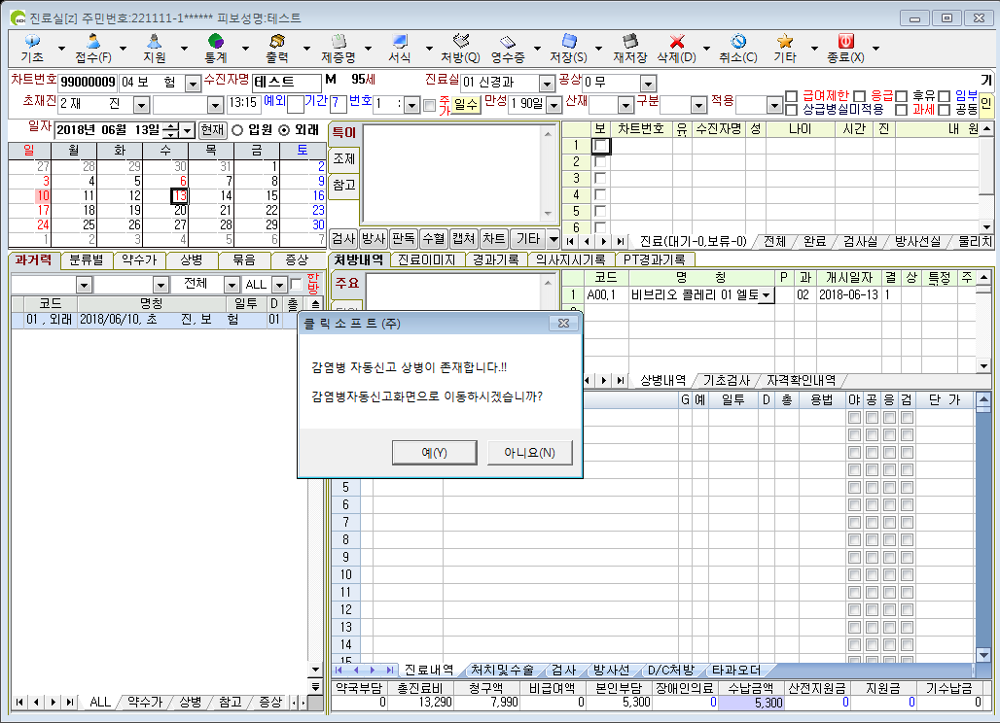 진료실[z] 주민번호:221111-1****** 피보성명:테스트
기초 접수(F) 지원 통계 출력 제증명 서식 처방(Q) 영수증 저장(S) 재저장 삭제(D) 취소(C) 기타 종료(X)
차트번호 99000009 04 보 험 수진자명 테스트 M 95세 진료실 01 신경과 공상 0 무 기
초재진 2 재 진 13:15 예외 기간 7 번호 1 : 주가 일수 만성 1 90일 산재 구분 적용 급여제한 응급 후유 임부 인
상급병실미적용 과세 공동
일자 2018년 06월 13일 현재 입원 외래
일 월 화 수 목 금 토
27 28 29 30 31 1 2
3 4 5 6 7 8 9
10 11 12 13 14 15 16
17 18 19 20 21 22 23
24 25 26 27 28 29 30
1 2 3 4 5 6 7
특이
조제
참고
검사 방사 판독 수혈 캡쳐 차트 기타
보 차트번호 유 수진자명 성 나이 시간 진 내 원
1
2
3
4
5
6
진료(대기-0,보류-0) 전체 완료 검사실 방사선실 물리치
과거력 분류별 약수가 상병 묶음 증상
전체 ALL 한방
코드 명칭 일투 D 총
01 , 외래 2018/06/10, 초 진, 보 험 01
처방내역 진료이미지 경과기록 의사지시기록 PT경과기록
주요
코드 명 칭 P 과 개시일자 결 상 특정 주
1 A00,1 비브리오 콜레리 01 엘토 02 2018-06-13 1
상병내역 기초검사 자격확인내역
클 릭 소 프 트 (주)
감염병 자동신고 상병이 존재합니다.!!
감염병자동신고화면으로 이동하시겠습니까?
예(Y) 아니요(N)
G 예 일투 D 총 용법 야 공 응 검 단 가
5
6
7
8
9
10
11
12
13
14
15
ALL 약수가 상병 참고 증상
진료내역 처치및수술 검사 방사선 D/C처방 타과오더
약국부담 총진료비 청구액 비급여액 본인부담 장애인의료 수납금액 산전지원금 지원금 기수납금
0 13,290 7,990 0 5,300 0 5,300 0 0 0